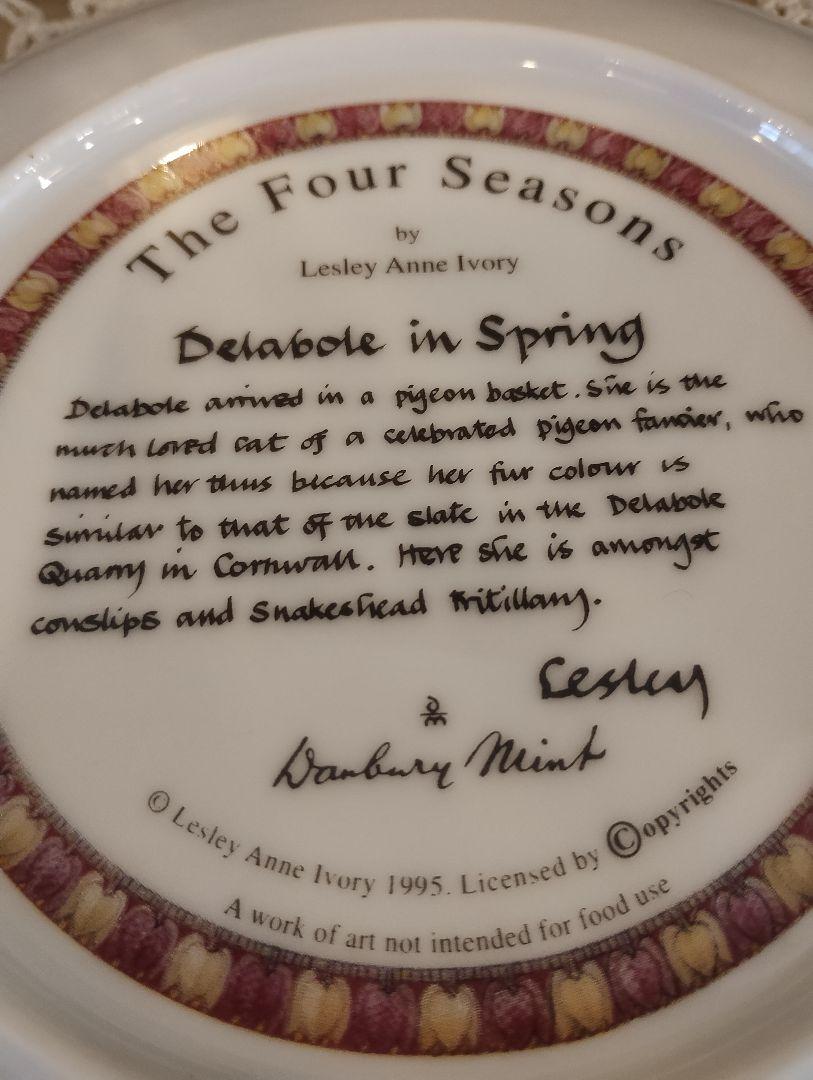 The Four Seasons
by
Lesley Anne Ivory
Delabole in Spring
Delabole arrived in a pigeon basket. She is the
much loved cat of a celebrated pigeon fancier, who
named her thus because her fur colour is
similar to that of the slate in the Delabole
Quarry in Cornwall. Here she is amongst
cowslips and Snakeshead Fritillary.
Lesley
DM
Danbury Mint
© Lesley Anne Ivory 1995. Licensed by ©opyrights
A work of art not intended for food use